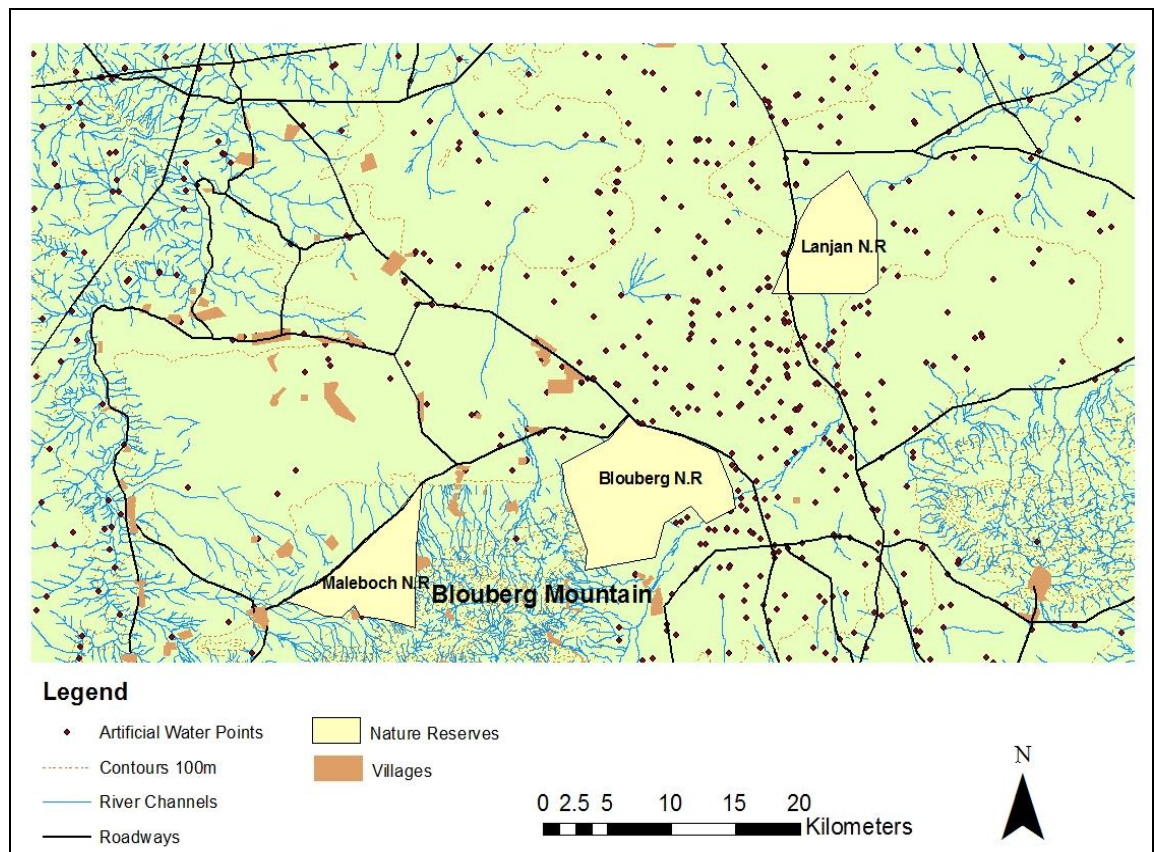 Lanjan N.R
Blouberg N.R
Maleboch N.R
Blouberg Mountain
Legend
Artificial Water Points
Contours 100m
River Channels
Roadways
Nature Reserves
Villages
0 2.5 5 10 15 20
Kilometers
N